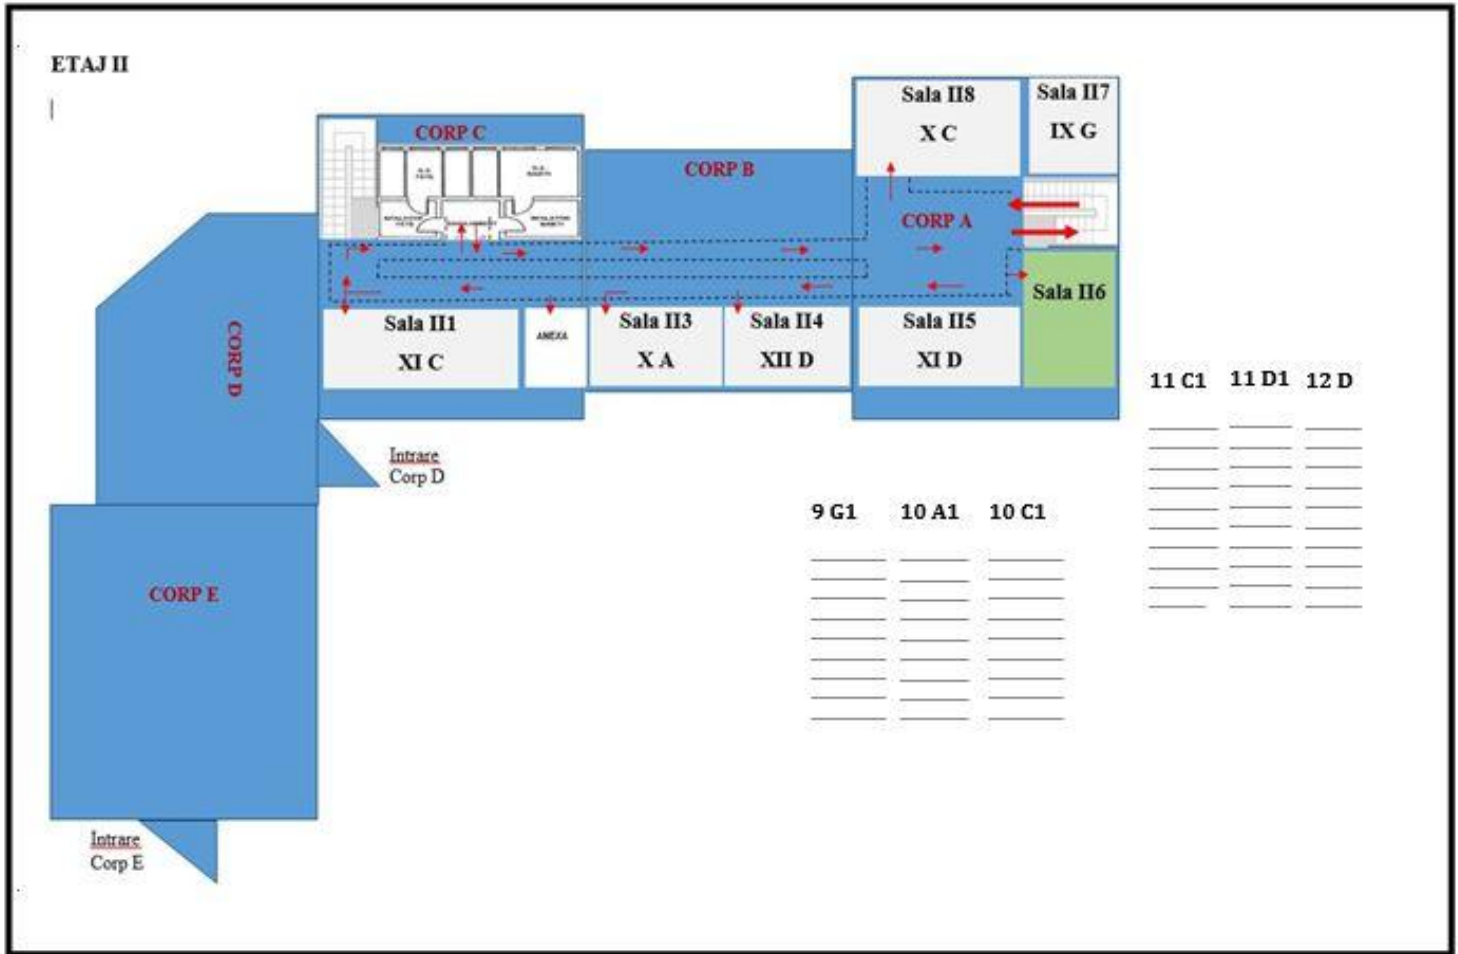 ETAJ II
Sala II8
X C
Sala II7
IX G
CORP C
CORP B
CORP A
Sala II6
Sala II1
XI C
ANEXA
Sala II3
X A
Sala II4
XII D
Sala II5
XI D
CORP D
Intrare
Corp D
11 C1 11 D1 12 D
9 G1 10 A1 10 C1
CORP E
Intrare
Corp E